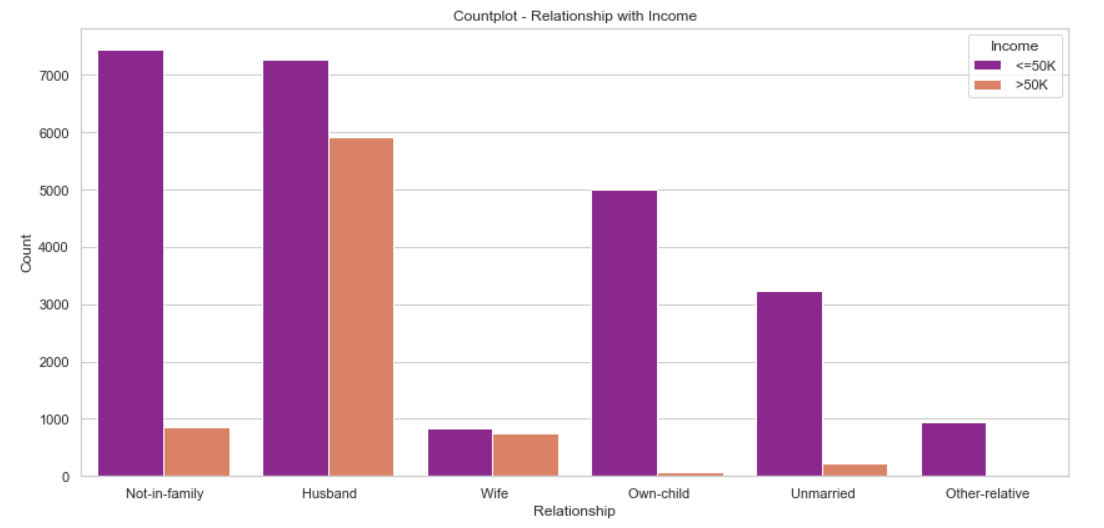 Countplot - Relationship with Income
Income
<=50K
>50K
7000
6000
5000
4000
3000
2000
1000
0
Count
Not-in-family
Husband
Wife
Own-child
Unmarried
Other-relative
Relationship